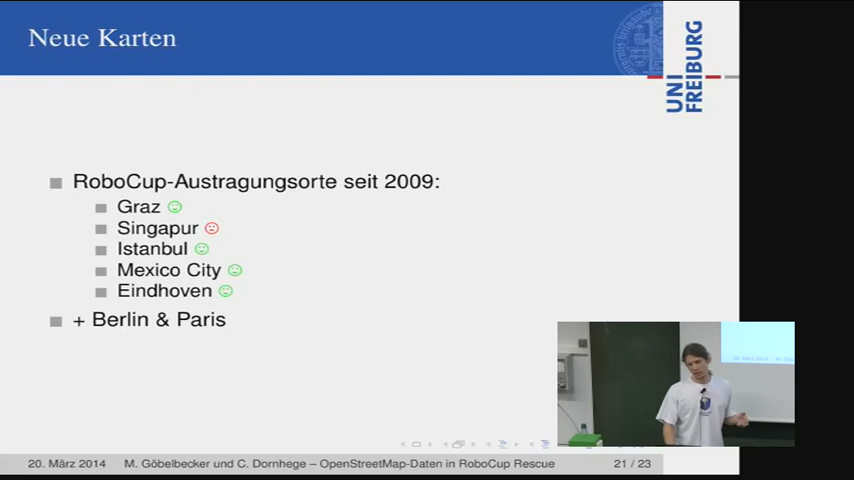 Neue Karten
UNI
FREIBURG
RoboCup-Austragungsorte seit 2009:
Graz
Singapur
Istanbul
Mexico City
Eindhoven
+ Berlin & Paris
20. März 2014 M. Göbelbecker und C. Dornhege – OpenStreetMap-Daten in RoboCup Rescue 21 / 23